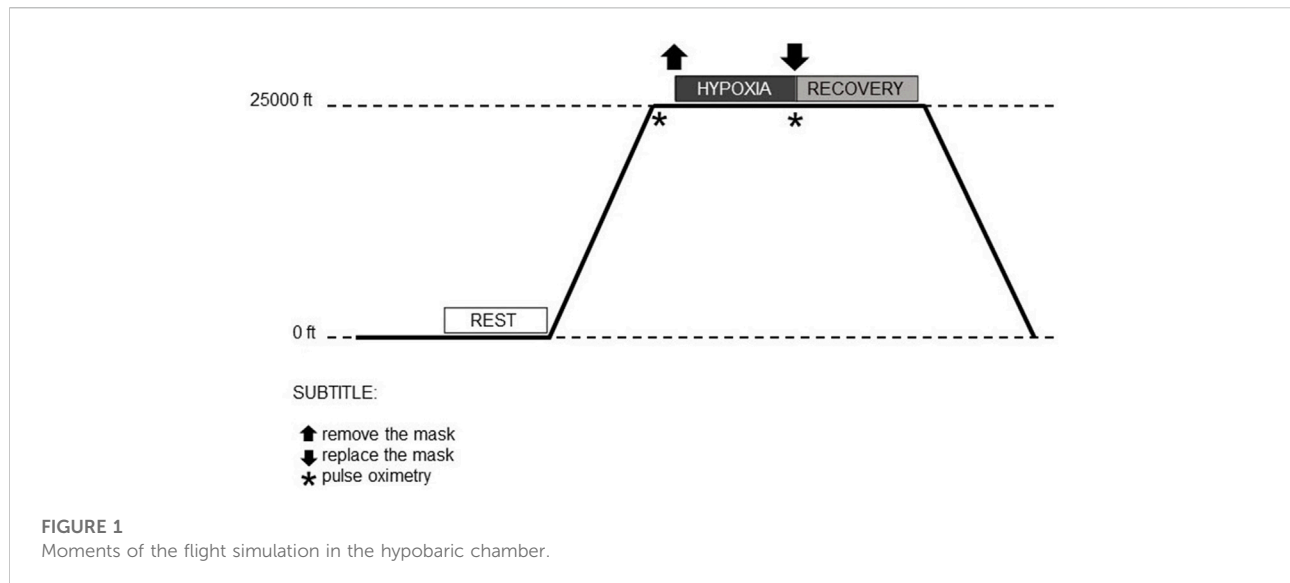 25000 ft
HYPOXIA RECOVERY
* *
REST
0 ft
SUBTITLE:
remove the mask
replace the mask
* pulse oximetry
FIGURE 1
Moments of the flight simulation in the hypobaric chamber.